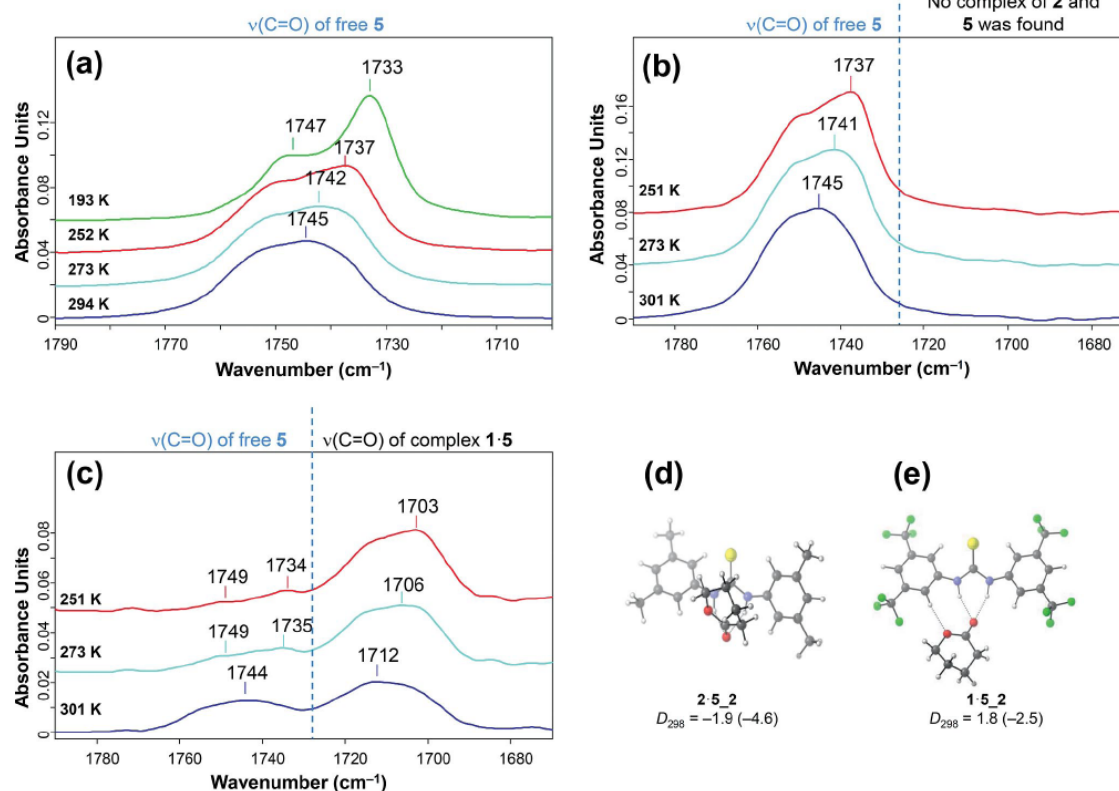 ν(C=O) of free 5
(a)
1733
1747
1737
1742
1745
193 K
252 K
273 K
294 K
Absorbance Units
0
0.04
0.08
0.12
1790
1770
1750
1730
1710
Wavenumber (cm⁻¹)
No complex of 2 and
5 was found
ν(C=O) of free 5
(b)
1737
1741
1745
251 K
273 K
301 K
Absorbance Units
0
0.04
0.08
0.12
0.16
1780
1760
1740
1720
1700
1680
Wavenumber (cm⁻¹)
ν(C=O) of free 5
ν(C=O) of complex 1·5
(c)
1703
1749
1734
1706
1749
1735
1712
1744
251 K
273 K
301 K
Absorbance Units
0
0.02
0.04
0.06
0.08
1780
1760
1740
1720
1700
1680
Wavenumber (cm⁻¹)
(d)
2·5_2
D298 = –1.9 (–4.6)
(e)
1·5_2
D298 = 1.8 (–2.5)